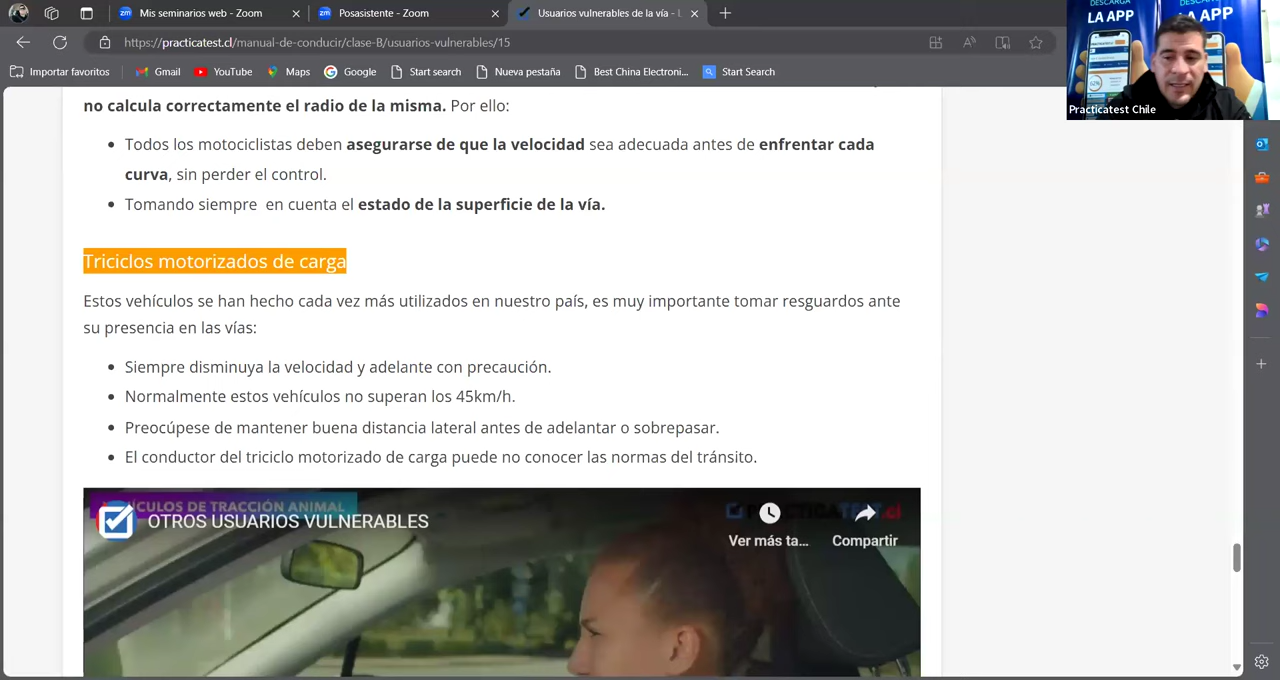 Mis seminarios web - Zoom
Posasistente - Zoom
Usuarios vulnerables de la vía - L
https://practicatest.cl/manual-de-conducir/clase-B/usuarios-vulnerables/15
Importar favoritos
Gmail
YouTube
Maps
Google
Start search
Nueva pestaña
Best China Electroni...
Start Search
DESCARGA
LA APP
LA APP
Practicatest Chile
no calcula correctamente el radio de la misma. Por ello:
Todos los motociclistas deben asegurarse de que la velocidad sea adecuada antes de enfrentar cada
curva, sin perder el control.
Tomando siempre en cuenta el estado de la superficie de la vía.
Triciclos motorizados de carga
Estos vehículos se han hecho cada vez más utilizados en nuestro país, es muy importante tomar resguardos ante
su presencia en las vías:
Siempre disminuya la velocidad y adelante con precaución.
Normalmente estos vehículos no superan los 45km/h.
Preocúpese de mantener buena distancia lateral antes de adelantar o sobrepasar.
El conductor del triciclo motorizado de carga puede no conocer las normas del tránsito.
DE TRACCIÓN ANIMAL
OTROS USUARIOS VULNERABLES
Ver más ta...
Compartir